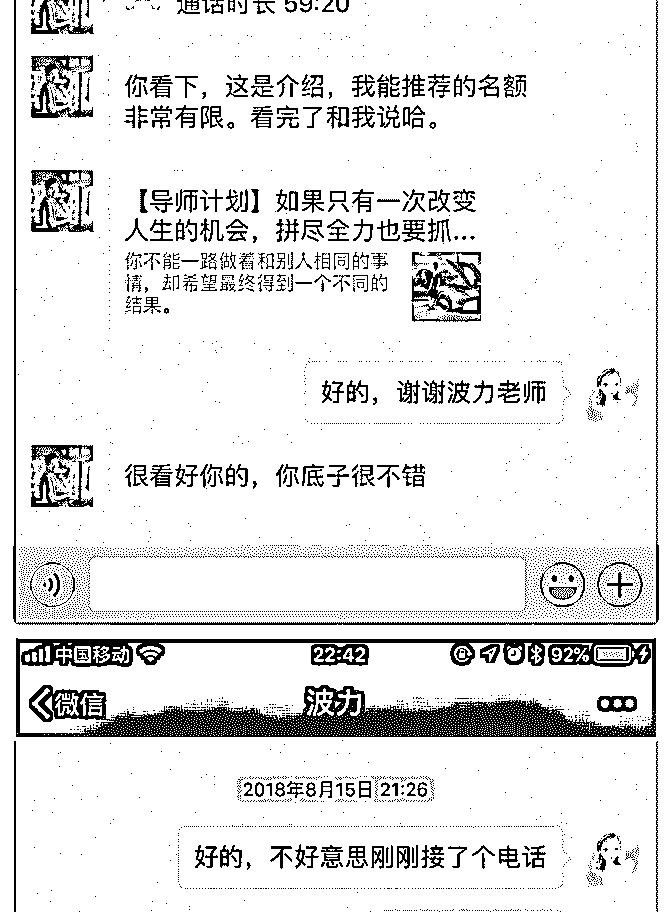 通话时长 59:20
你看下，这是介绍，我能推荐的名额
非常有限。看完了和我说哈。
【导师计划】如果只有一次改变
人生的机会，拼尽全力也要抓...
你不能一路做着和别人相同的事
情，却希望最终得到一个不同的
结果。
好的，谢谢波力老师
很看好你的，你底子很不错
中国移动 22:42 92%
微信 波力
2018年8月15日 21:26
好的，不好意思刚刚接了个电话